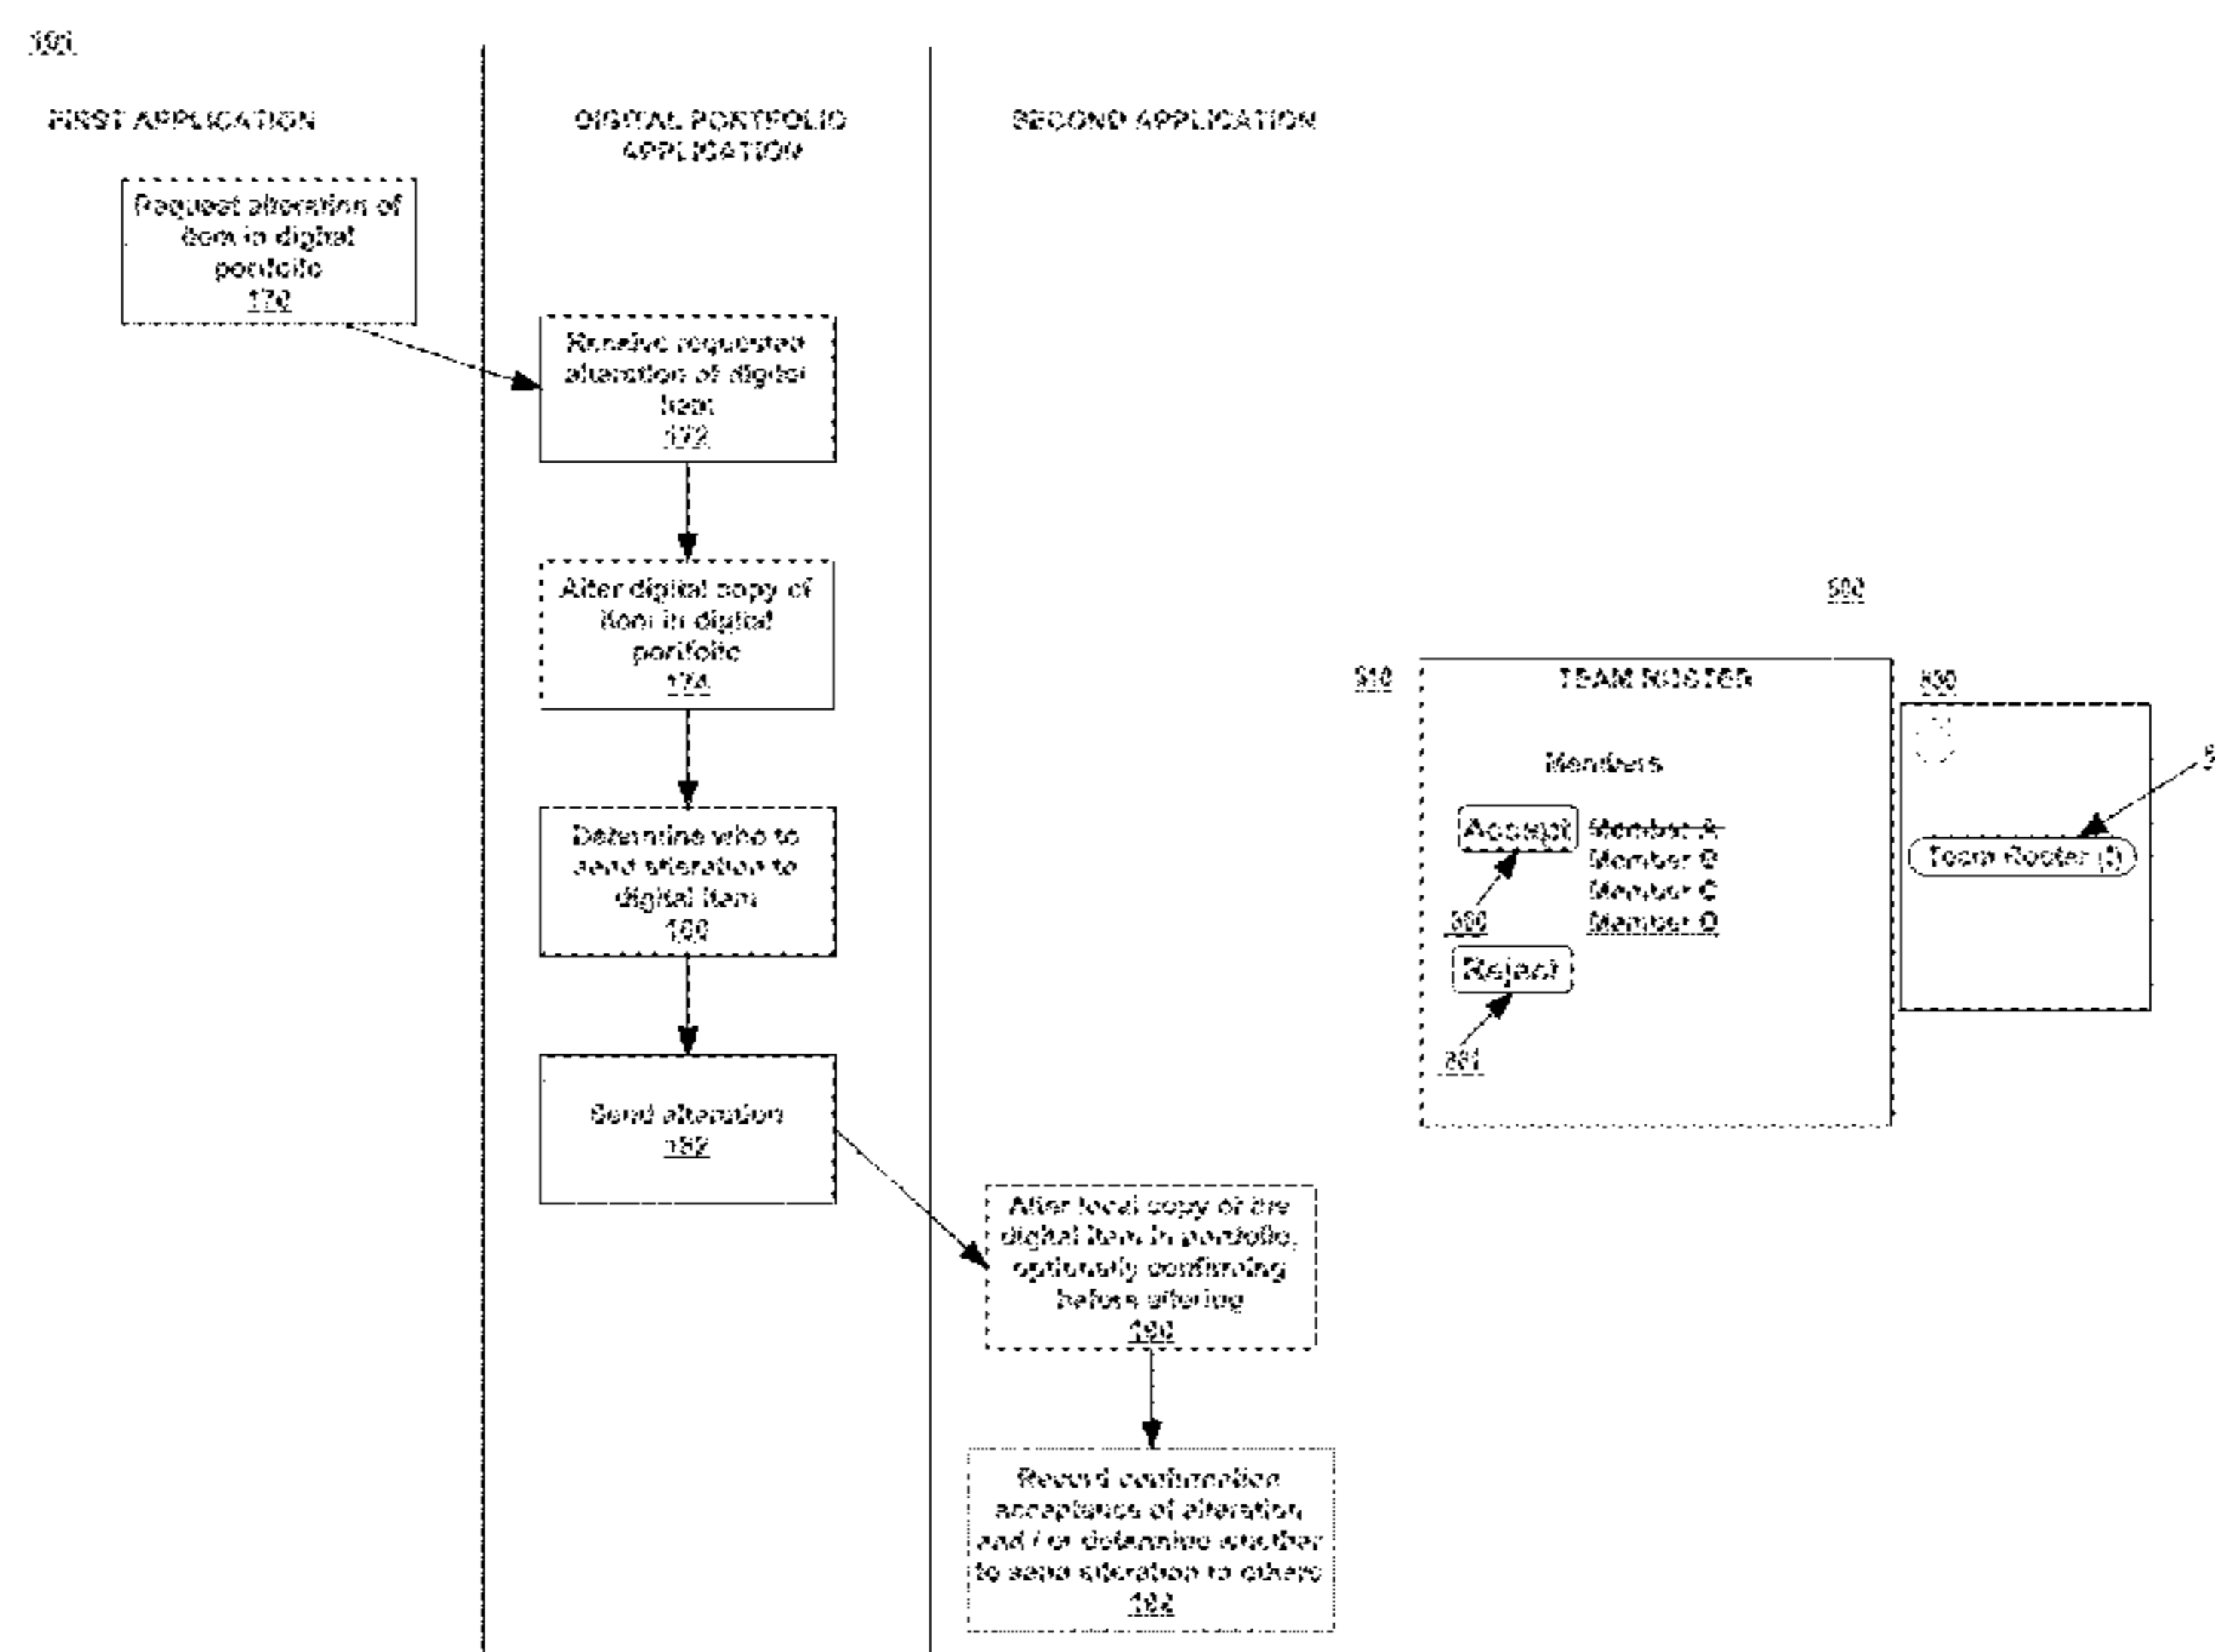 FIRST APPLICATION
Request alteration of
item in digital
portfolio
170
DIGITAL PORTFOLIO
APPLICATION
Receive requested
alteration of digital
item
172
Alter digital copy of
item in digital
portfolio
174
Determine who to
send alteration to
digital item
Send alteration
SECOND APPLICATION
Alter local copy of the
digital item in portfolio,
optionally confirming
before altering
190
Record confirmation
acceptance of alteration
and / or determine whether
to send alteration to others
TEAM ROSTER
Members
Accept
Member A
Member B
Member C
Member D
Reject
Team Roster